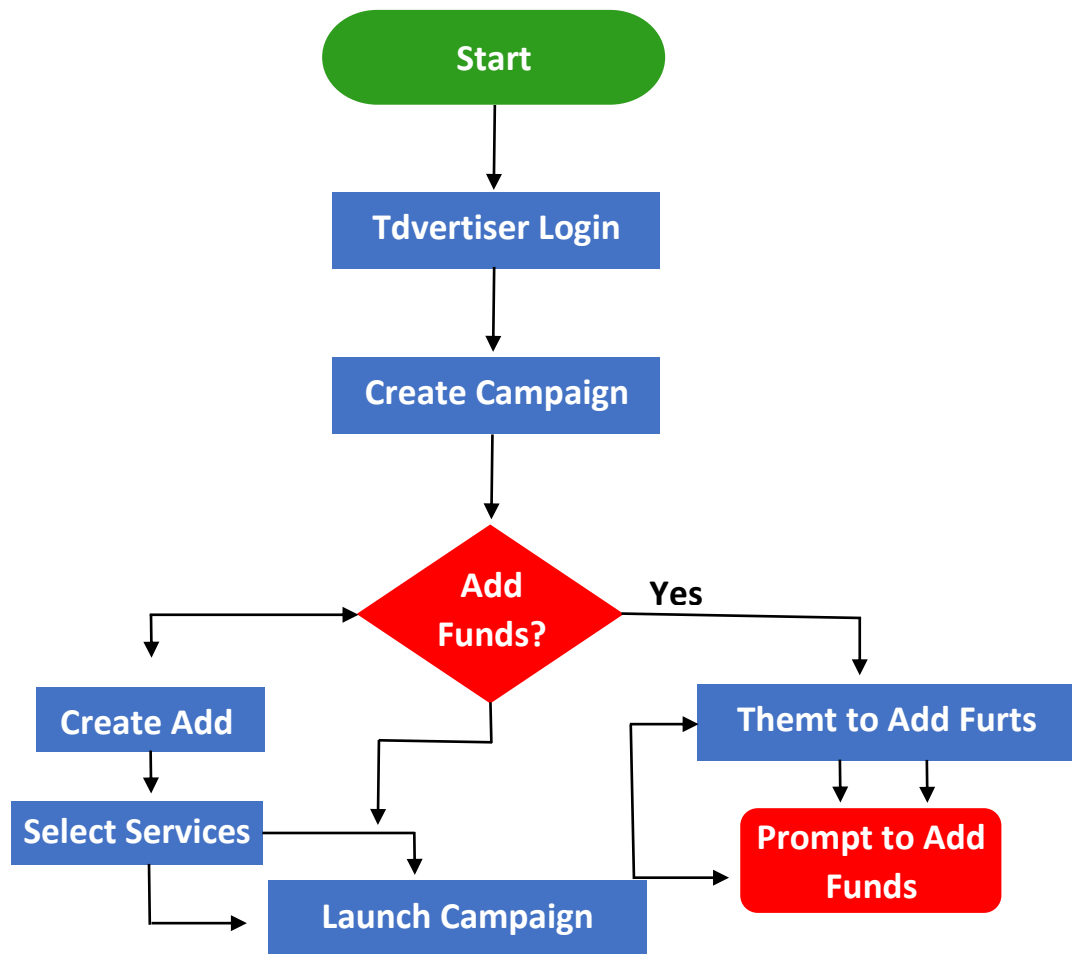 Start
Tdvertiser Login
Create Campaign
Add
Funds?
Yes
Create Add
Themt to Add Furts
Select Services
Prompt to Add
Funds
Launch Campaign